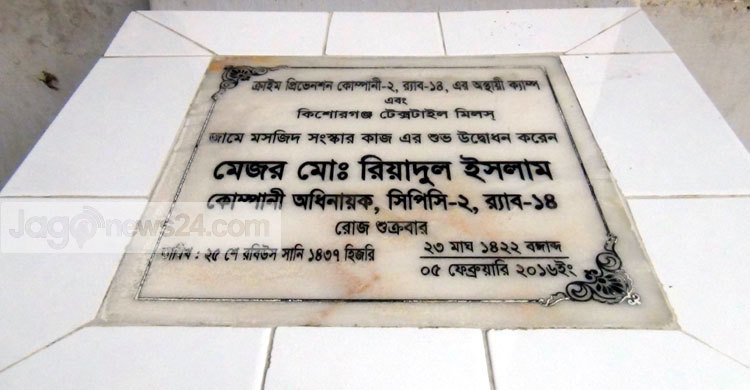 ক্রাইম প্রিভেনশন কোম্পানী-২, র‍্যাব-১৪, এর অস্থায়ী ক্যাম্প
এবং
কিশোরগঞ্জ টেক্সটাইল মিলস্
জামে মসজিদ সংস্কার কাজ এর শুভ উদ্বোধন করেন
মেজর মোঃ রিয়াদুল ইসলাম
কোম্পানী অধিনায়ক, সিপিসি-২, র‍্যাব-১৪
রোজ শুক্রবার
তারিখ : ২৫ শে রবিউস সানি ১৪৩৭ হিজরি
২৩ মাঘ ১৪২২ বঙ্গাব্দ
০৫ ফেব্রুয়ারি ২০১৬ইং
Jagonews24.com